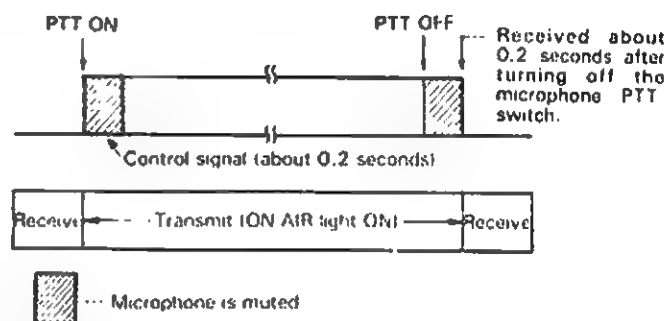 PTT ON
PTT OFF
Received about
0.2 seconds after
turning off the
microphone PTT
switch.
Control signal (about 0.2 seconds)
Receive
Transmit (ON AIR light ON)
Receive
Microphone is muted